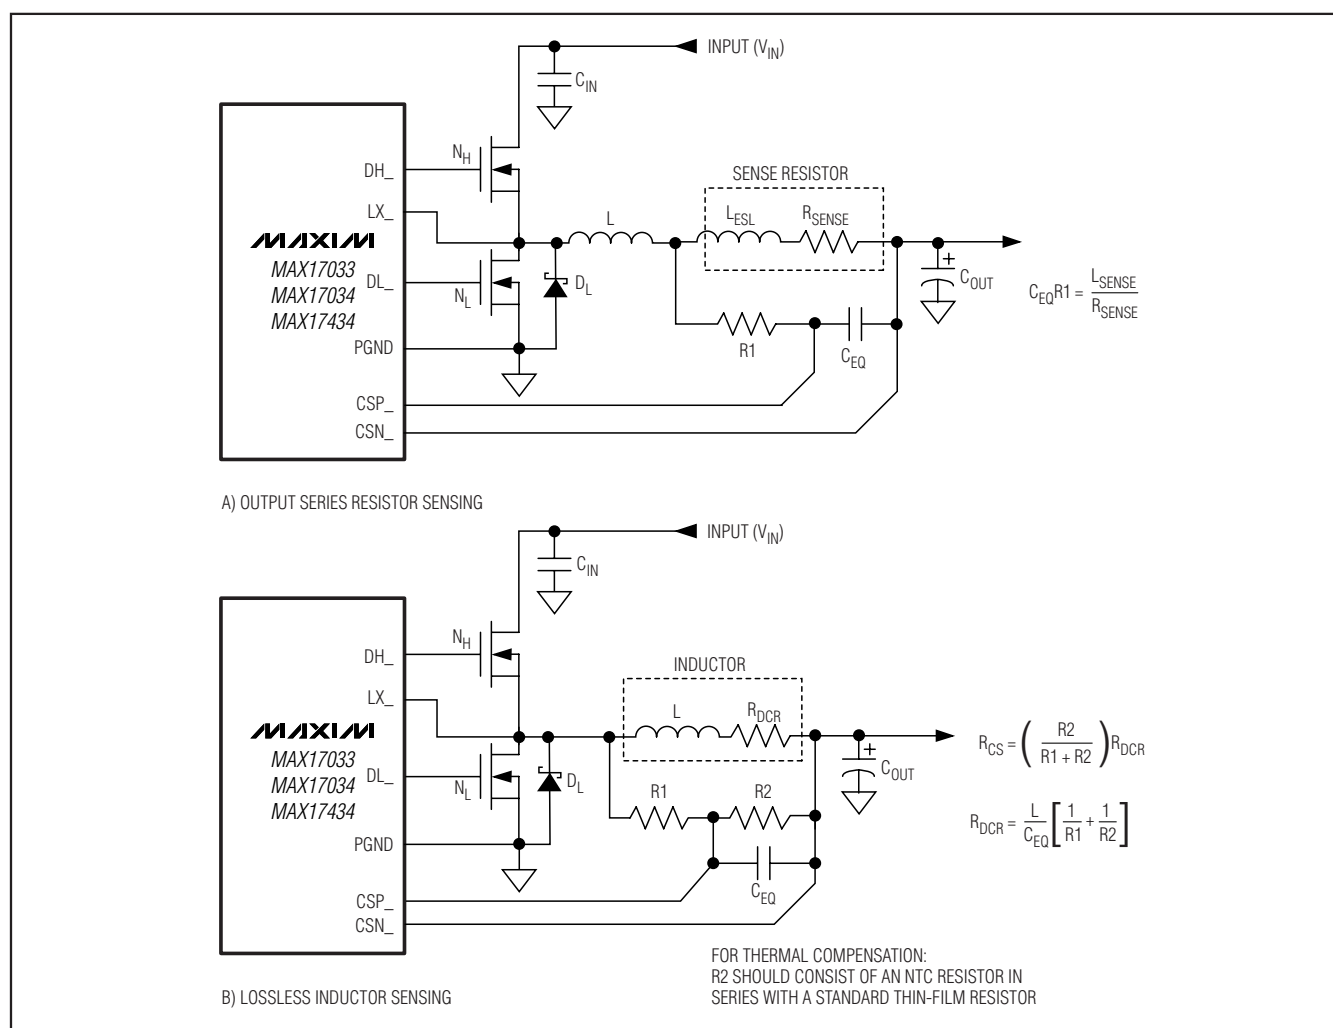 INPUT (VIN)
CIN
NH
DH_
SENSE RESISTOR
LX_
L
LESL
RSENSE
MAXIM
MAX17033
MAX17034
MAX17434
DL_
NL
DL
+
COUT
CEQR1 = LSENSE / RSENSE
PGND
R1
CEQ
CSP_
CSN_
A) OUTPUT SERIES RESISTOR SENSING
INPUT (VIN)
CIN
NH
DH_
INDUCTOR
LX_
L
RDCR
MAXIM
MAX17033
MAX17034
MAX17434
DL_
NL
DL
+
COUT
RCS = ( R2 / R1 + R2 ) RDCR
R1
R2
RDCR = L / CEQ [ 1 / R1 + 1 / R2 ]
PGND
CEQ
CSP_
CSN_
FOR THERMAL COMPENSATION:
R2 SHOULD CONSIST OF AN NTC RESISTOR IN
SERIES WITH A STANDARD THIN-FILM RESISTOR
B) LOSSLESS INDUCTOR SENSING